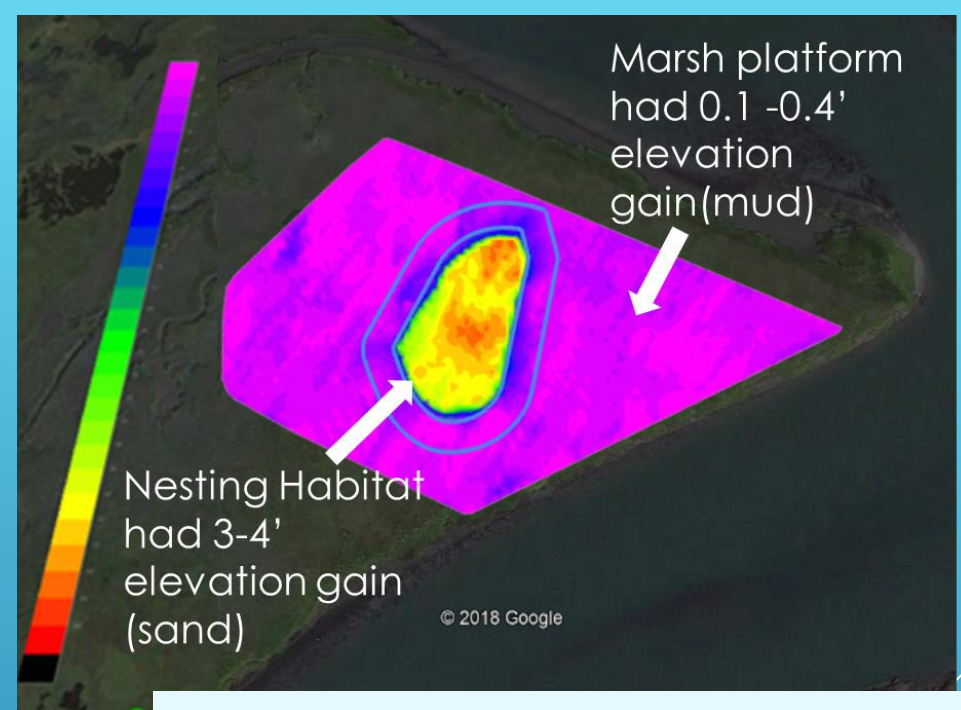 Marsh platform
had 0.1 -0.4’
elevation
gain(mud)
Nesting Habitat
had 3-4’
elevation gain
(sand)
© 2018 Google